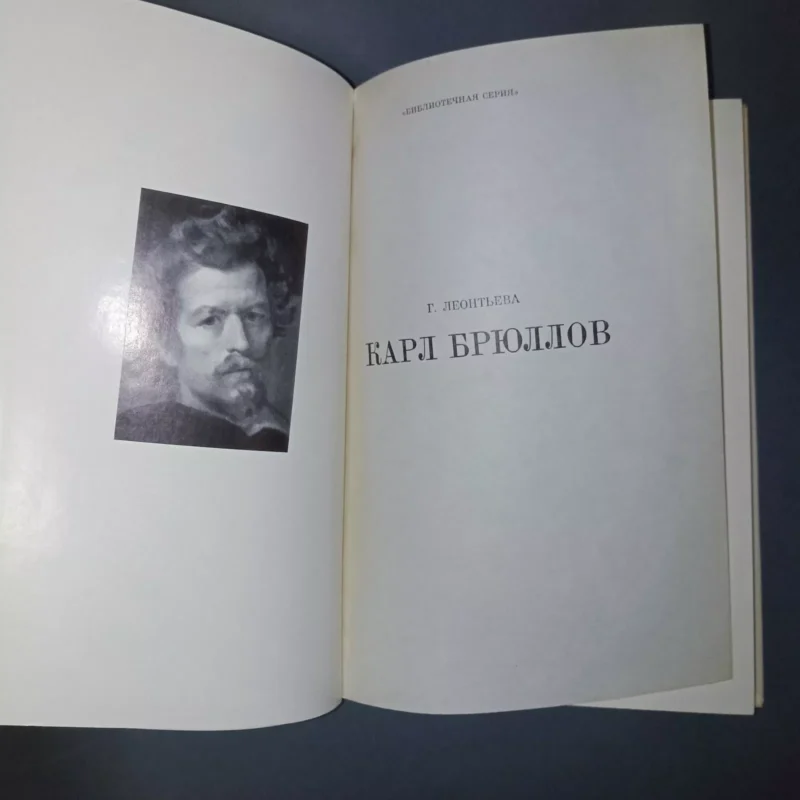 «БИБЛИОТЕЧНАЯ СЕРИЯ»
Г. ЛЕОНТЬЕВА
КАРЛ БРЮЛЛОВ